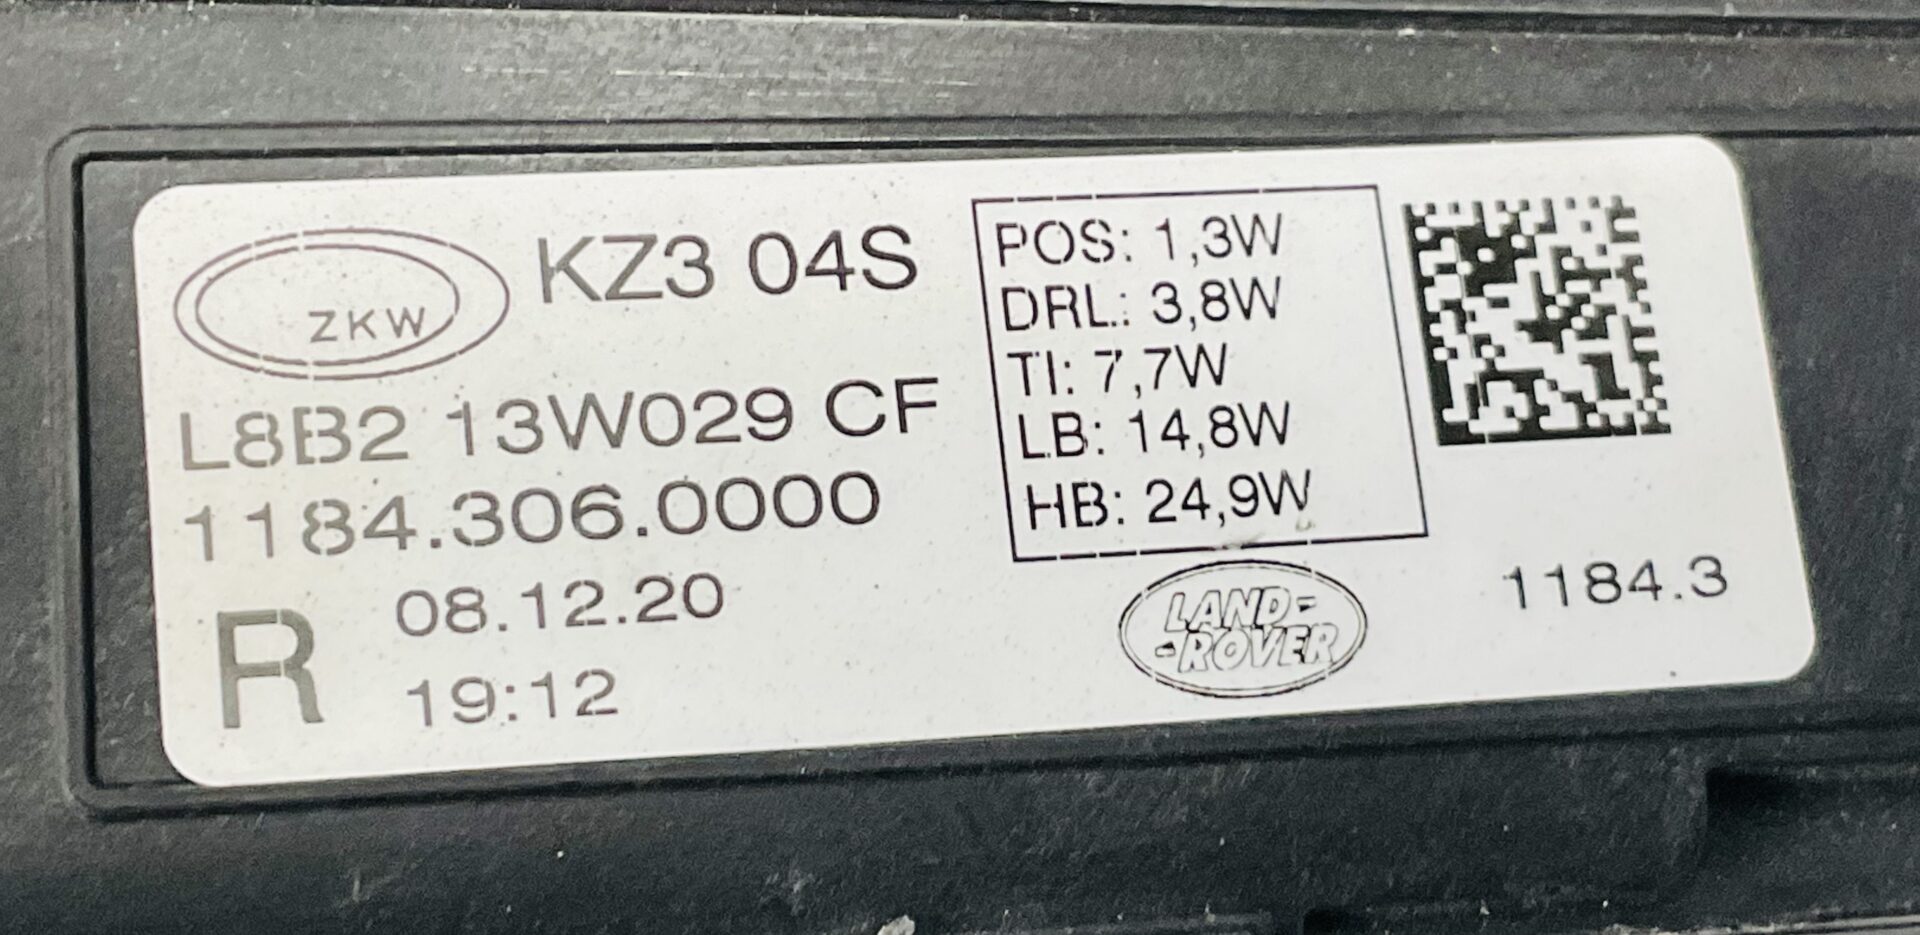 ZKW
KZ3 04S
L8B2 13W029 CF
1184.306.0000
R
08.12.20
19:12
POS: 1,3W
DRL: 3,8W
TI: 7,7W
LB: 14,8W
HB: 24,9W
LAND-
-ROVER
1184.3